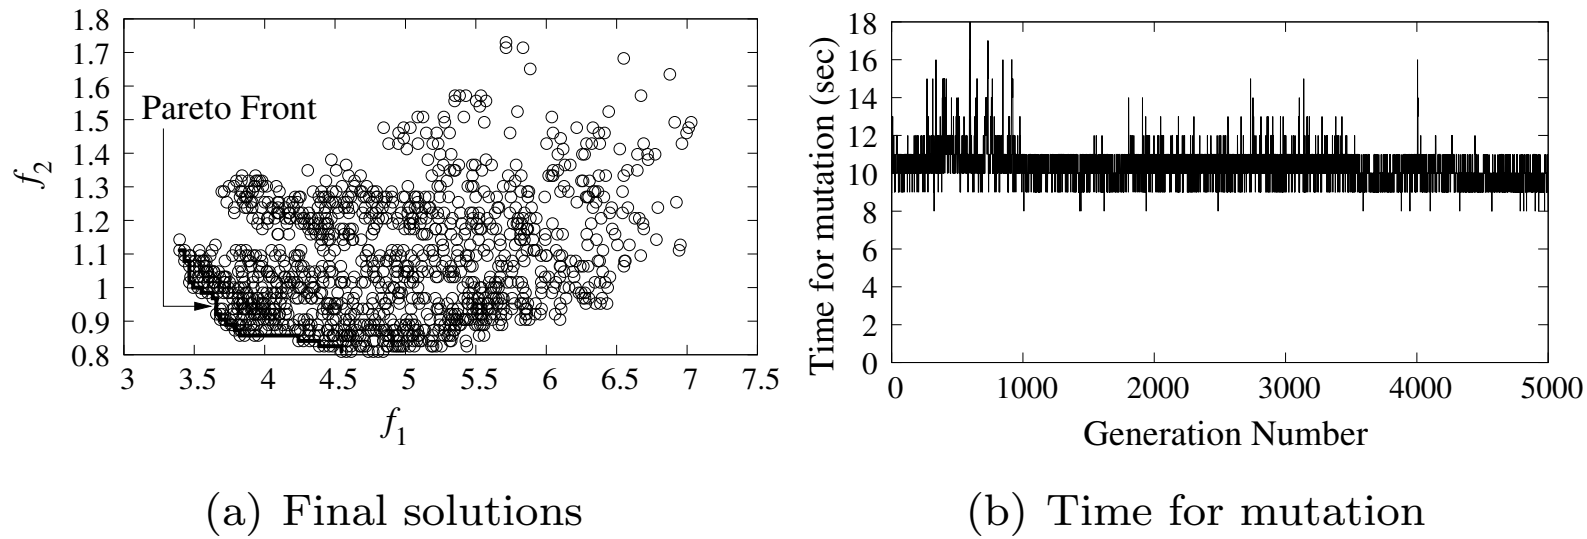 1.8
1.7
1.6
1.5
1.4
1.3
1.2
1.1
1
0.9
0.8
f2
Pareto Front
3 3.5 4 4.5 5 5.5 6 6.5 7 7.5
f1
(a) Final solutions
18
16
14
12
10
8
6
4
2
0
Time for mutation (sec)
0 1000 2000 3000 4000 5000
Generation Number
(b) Time for mutation